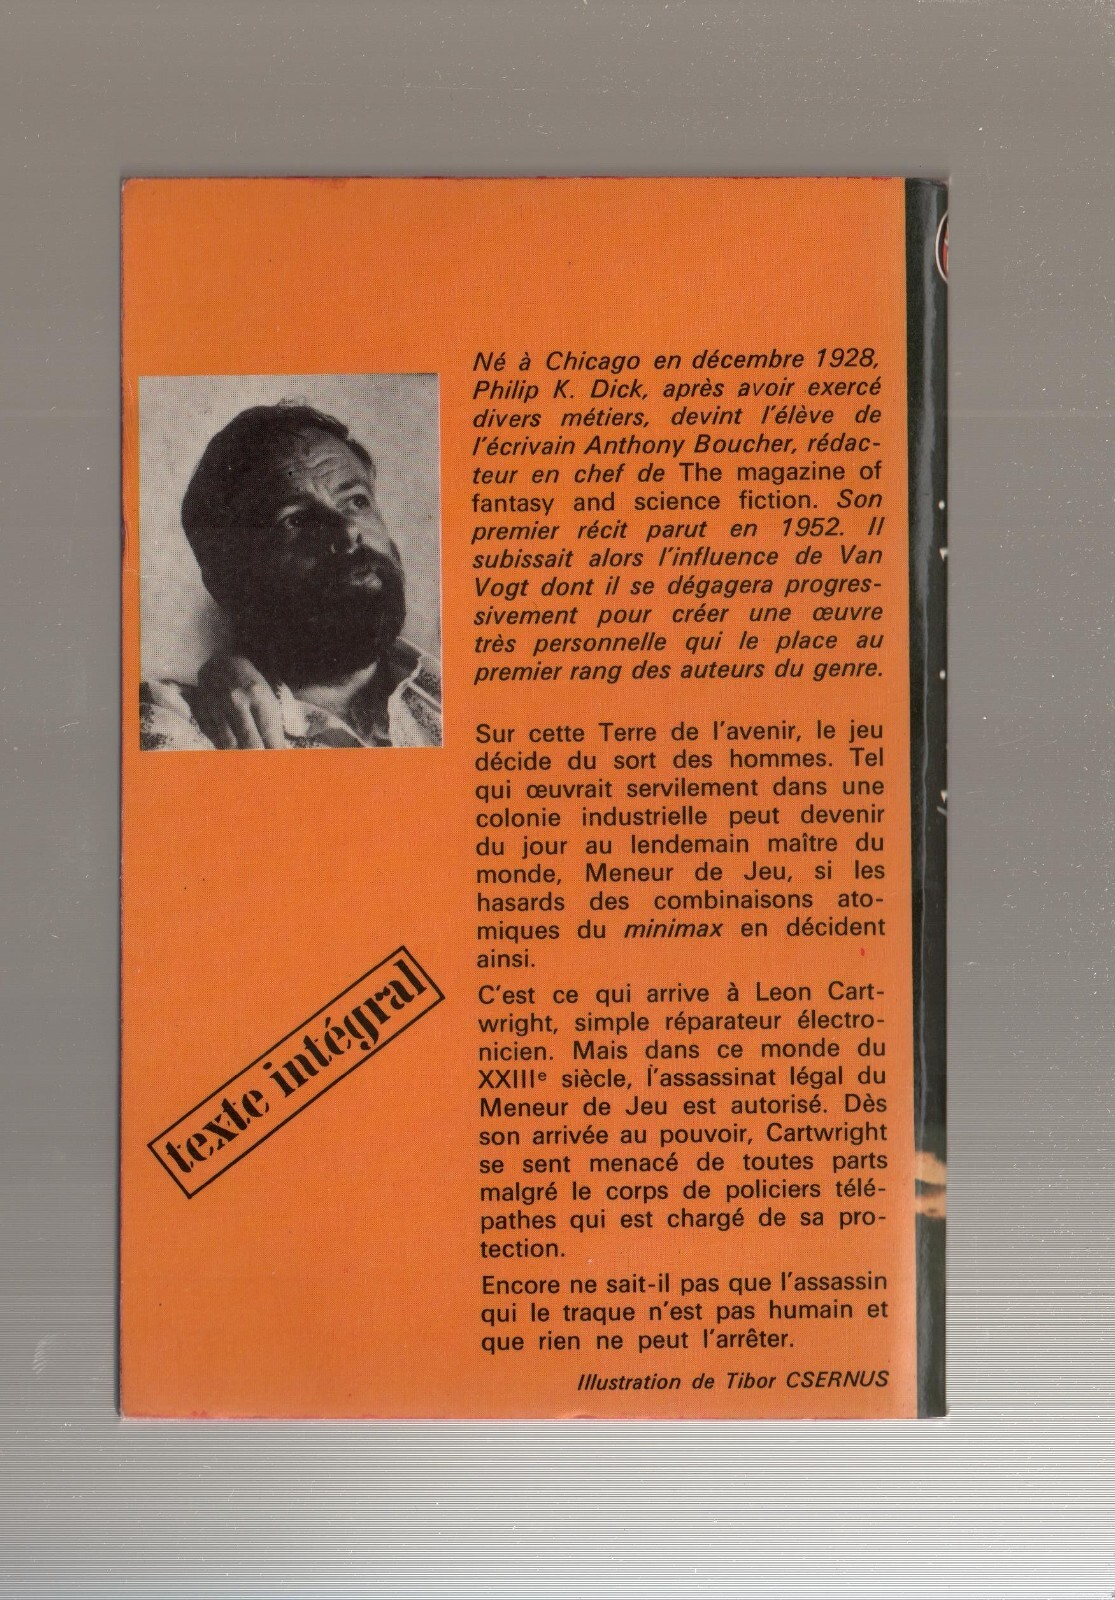 Né à Chicago en décembre 1928,
Philip K. Dick, après avoir exercé
divers métiers, devint l'élève de
l'écrivain Anthony Boucher, rédac-
teur en chef de The magazine of
fantasy and science fiction. Son
premier récit parut en 1952. Il
subissait alors l'influence de Van
Vogt dont il se dégagera progres-
sivement pour créer une œuvre
très personnelle qui le place au
premier rang des auteurs du genre.
Sur cette Terre de l'avenir, le jeu
décide du sort des hommes. Tel
qui œuvrait servilement dans une
colonie industrielle peut devenir
du jour au lendemain maître du
monde, Meneur de Jeu, si les
hasards des combinaisons ato-
miques du minimax en décident
ainsi.
C'est ce qui arrive à Leon Cart-
wright, simple réparateur électro-
nicien. Mais dans ce monde du
XXIIIe siècle, l'assassinat légal du
Meneur de Jeu est autorisé. Dès
son arrivée au pouvoir, Cartwright
se sent menacé de toutes parts
malgré le corps de policiers télé-
pathes qui est chargé de sa pro-
tection.
Encore ne sait-il pas que l'assassin
qui le traque n'est pas humain et
que rien ne peut l'arrêter.
Illustration de Tibor CSERNUS
texte intégral